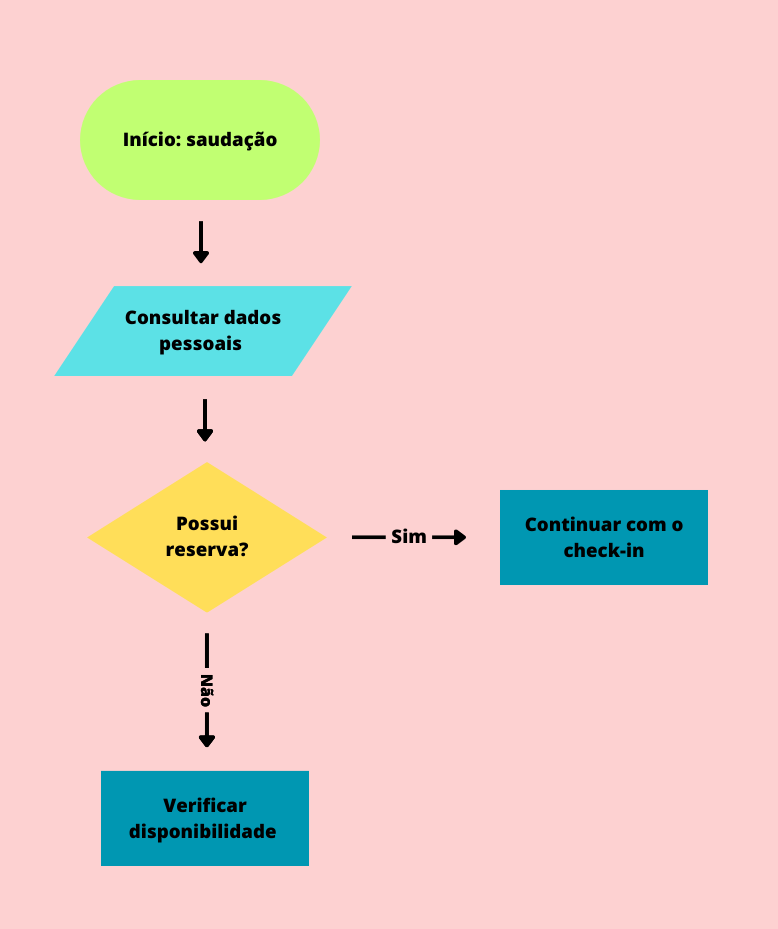 Início: saudação
Consultar dados
pessoais
Possui
reserva?
Sim
Continuar com o
check-in
Não
Verificar
disponibilidade